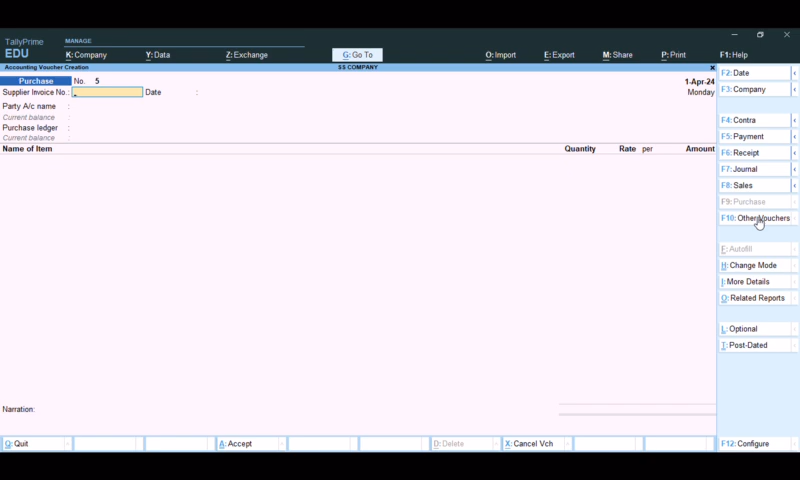 TallyPrime
EDU
MANAGE
K: Company
Y: Data
Z: Exchange
G: Go To
O: Import
E: Export
M: Share
P: Print
F1: Help
Accounting Voucher Creation
SS COMPANY
Purchase No. 5
1-Apr-24
Supplier Invoice No.: Date :
Monday
Party A/c name :
Current balance :
Purchase ledger :
Current balance :
Name of Item Quantity Rate per Amount
Narration:
Q: Quit
A: Accept
D: Delete
X: Cancel Vch
F2: Date
F3: Company
F4: Contra
F5: Payment
F6: Receipt
F7: Journal
F8: Sales
F9: Purchase
F10: Other Vouchers
E: Autofill
H: Change Mode
I: More Details
O: Related Reports
L: Optional
T: Post-Dated
F12: Configure